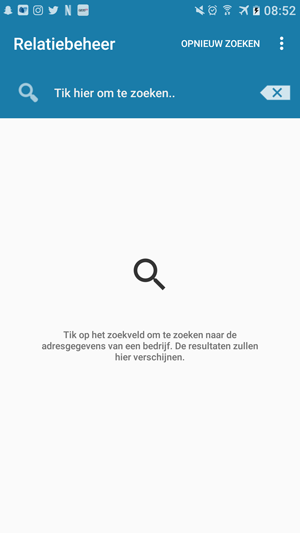 08:52
Relatiebeheer
OPNIEUW ZOEKEN
Tik hier om te zoeken..
Tik op het zoekveld om te zoeken naar de
adresgegevens van een bedrijf. De resultaten zullen
hier verschijnen.